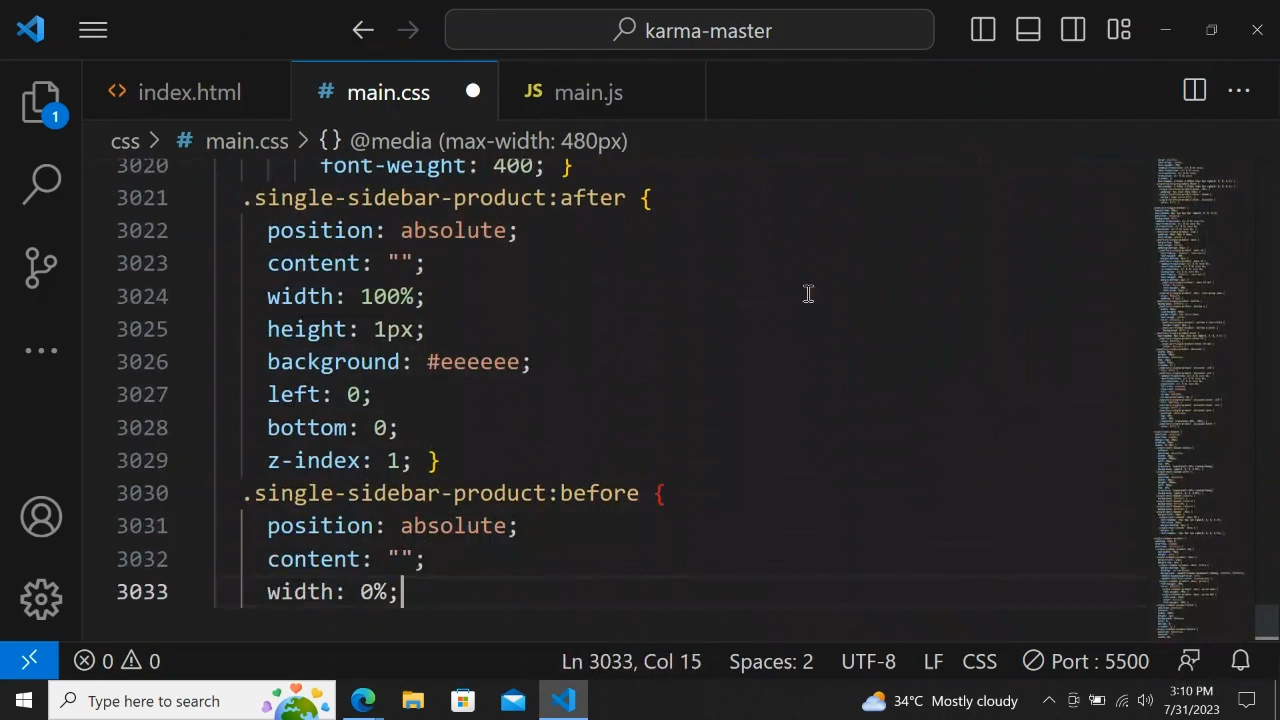 karma-master
index.html
# main.css
JS main.js
1
css > # main.css > {} @media (max-width: 480px)
3020 font-weight: 400; }
3021 .single-sidebar-product:after {
3022 position: absolute;
3023 content: "";
3024 width: 100%;
3025 height: 1px;
3026 background: #eeeeee;
3027 left: 0;
3028 bottom: 0;
3029 z-index: 1; }
3030 .single-sidebar-product:before {
3031 position: absolute;
3032 content: "";
3033 width: 0%;
0 0 Ln 3033, Col 15 Spaces: 2 UTF-8 LF CSS Port : 5500
Type here to search
34°C Mostly cloudy
3:10 PM
7/31/2023